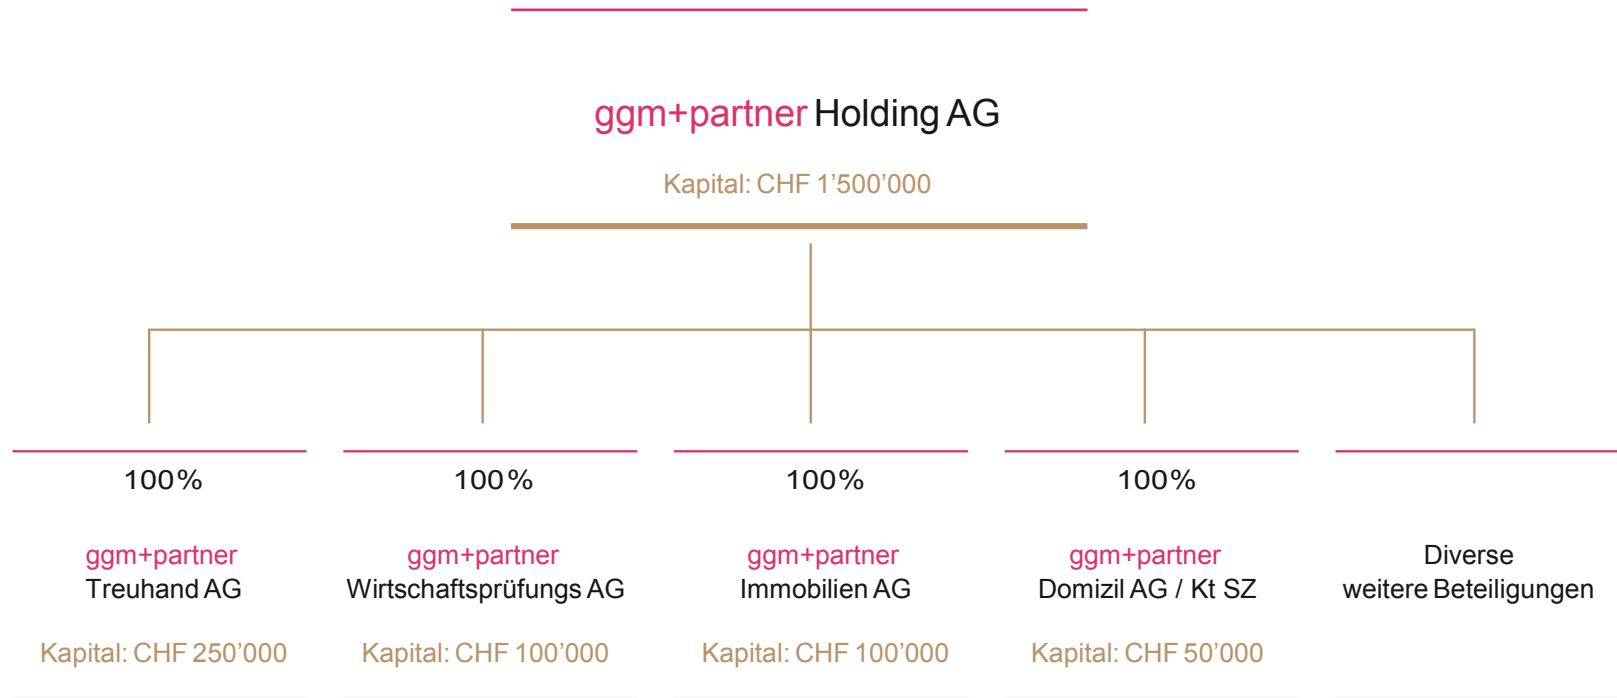 ggm+partner Holding AG
Kapital: CHF 1’500’000
100%
ggm+partner
Treuhand AG
Kapital: CHF 250’000
100%
ggm+partner
Wirtschaftsprüfungs AG
Kapital: CHF 100’000
100%
ggm+partner
Immobilien AG
Kapital: CHF 100’000
100%
ggm+partner
Domizil AG / Kt SZ
Kapital: CHF 50’000
Diverse
weitere Beteiligungen